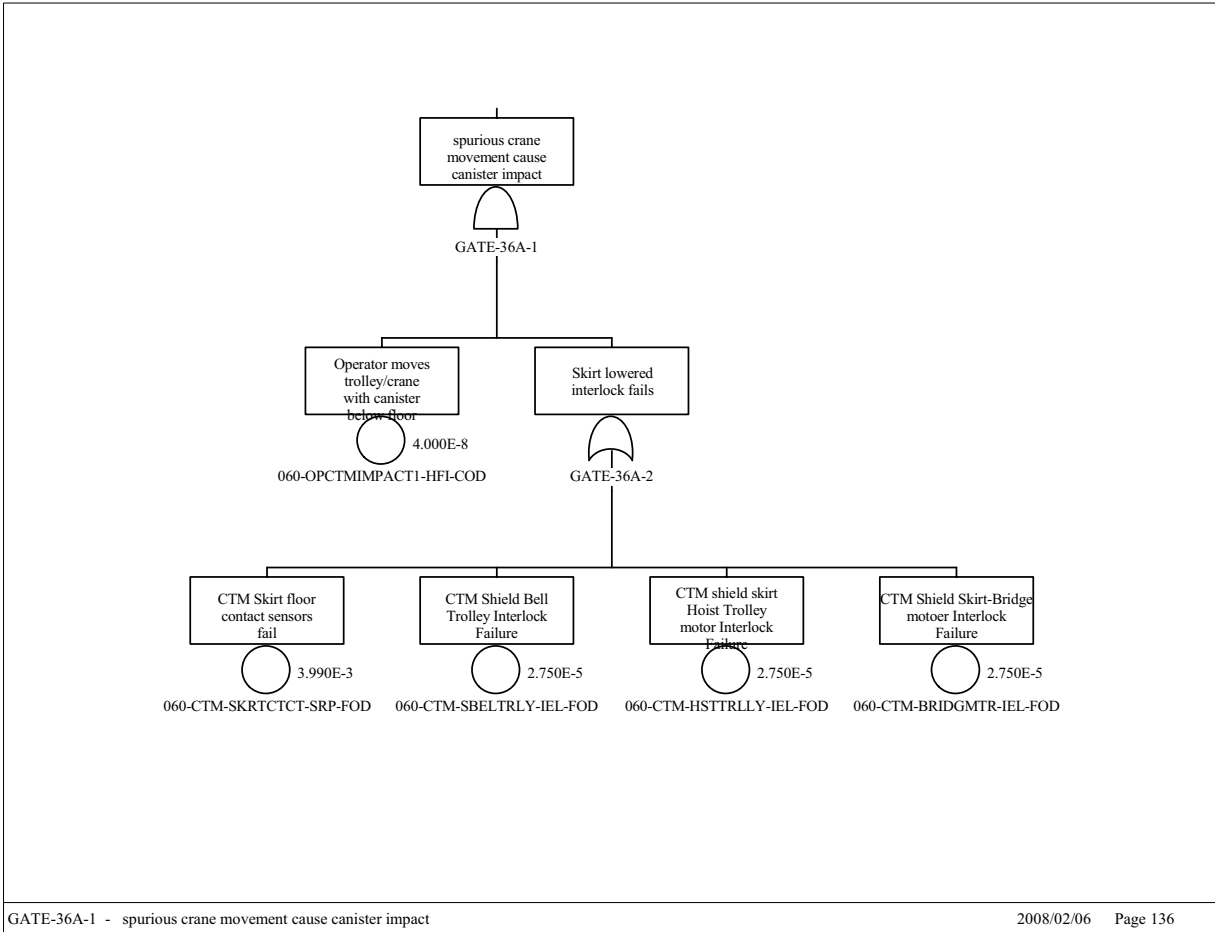 spurious crane
movement cause
canister impact
GATE-36A-1
Operator moves
trolley/crane
with canister
below floor
4.000E-8
060-OPCTMIMPACT1-HFI-COD
Skirt lowered
interlock fails
GATE-36A-2
CTM Skirt floor
contact sensors
fail
3.990E-3
060-CTM-SKRTCTCT-SRP-FOD
CTM Shield Bell
Trolley Interlock
Failure
2.750E-5
060-CTM-SBELTRLY-IEL-FOD
CTM shield skirt
Hoist Trolley
motor Interlock
Failure
2.750E-5
060-CTM-HSTTRLLY-IEL-FOD
CTM Shield Skirt-Bridge
motoer Interlock
Failure
2.750E-5
060-CTM-BRIDGMTR-IEL-FOD
GATE-36A-1 - spurious crane movement cause canister impact
2008/02/06 Page 136